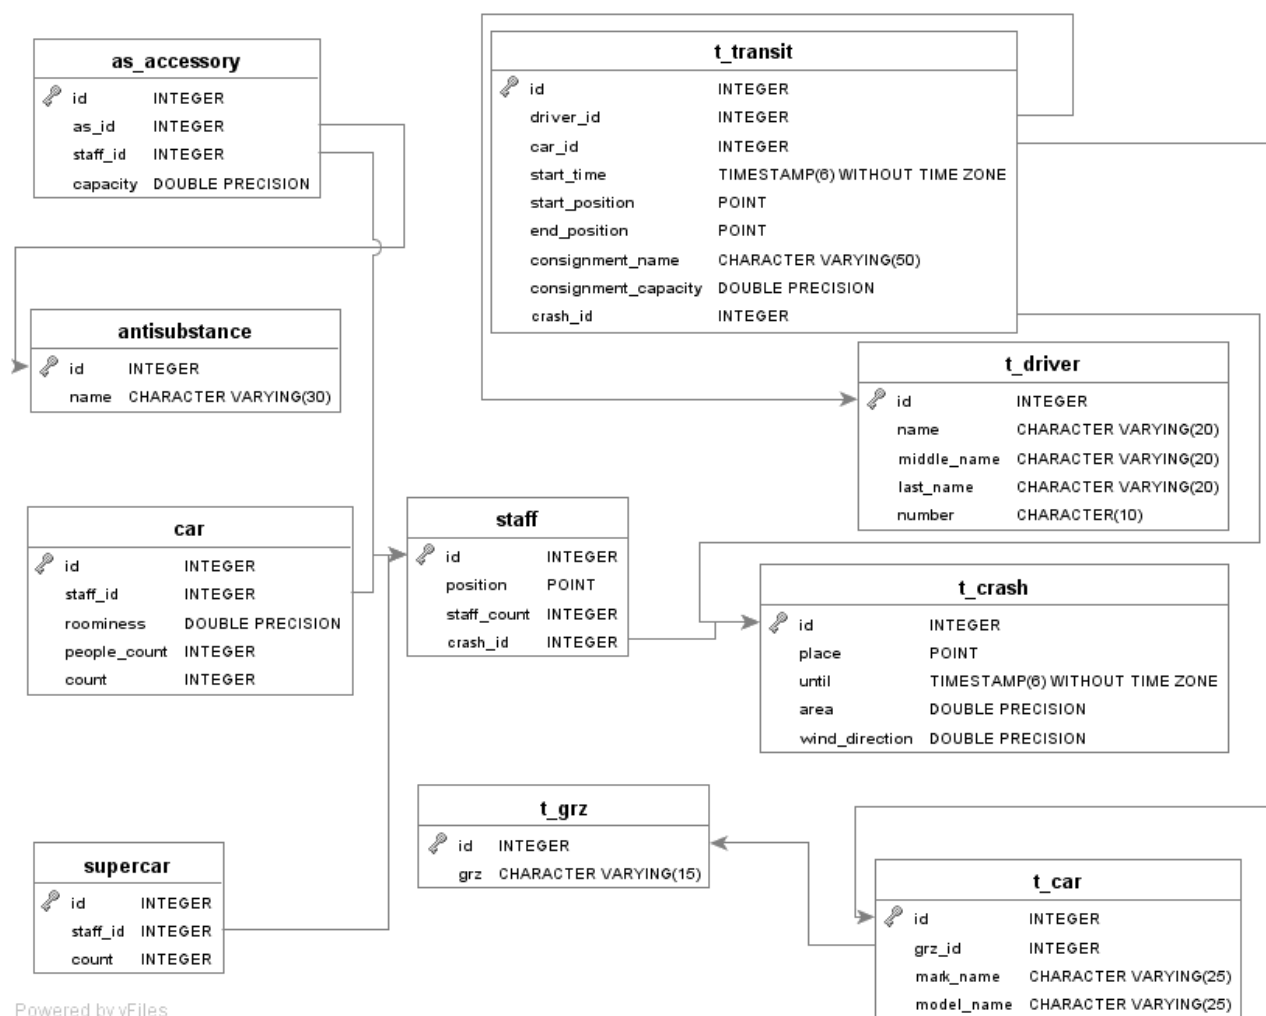 as_accessory
id INTEGER
as_id INTEGER
staff_id INTEGER
capacity DOUBLE PRECISION
t_transit
id INTEGER
driver_id INTEGER
car_id INTEGER
start_time TIMESTAMP(6) WITHOUT TIME ZONE
start_position POINT
end_position POINT
consignment_name CHARACTER VARYING(50)
consignment_capacity DOUBLE PRECISION
crash_id INTEGER
antisubstance
id INTEGER
name CHARACTER VARYING(30)
t_driver
id INTEGER
name CHARACTER VARYING(20)
middle_name CHARACTER VARYING(20)
last_name CHARACTER VARYING(20)
number CHARACTER(10)
car
id INTEGER
staff_id INTEGER
roominess DOUBLE PRECISION
people_count INTEGER
count INTEGER
staff
id INTEGER
position POINT
staff_count INTEGER
crash_id INTEGER
t_crash
id INTEGER
place POINT
until TIMESTAMP(6) WITHOUT TIME ZONE
area DOUBLE PRECISION
wind_direction DOUBLE PRECISION
t_grz
id INTEGER
grz CHARACTER VARYING(15)
supercar
id INTEGER
staff_id INTEGER
count INTEGER
t_car
id INTEGER
grz_id INTEGER
mark_name CHARACTER VARYING(25)
model_name CHARACTER VARYING(25)
Powered by yFiles